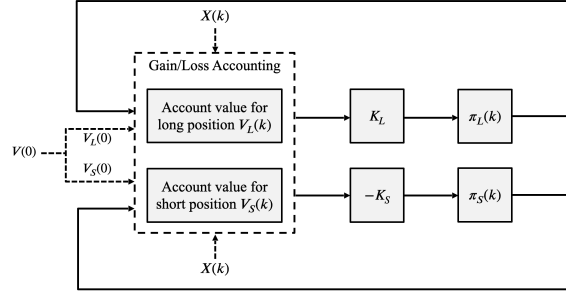 X(k)
Gain/Loss Accounting
Account value for
long position V_L(k)
K_L
π_L(k)
V_L(0)
V(0)
V_S(0)
Account value for
short position V_S(k)
−K_S
π_S(k)
X(k)